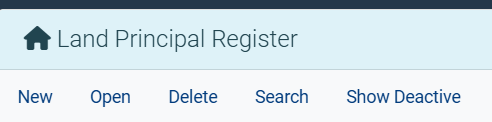 Land Principal Register
New Open Delete Search Show Deactive